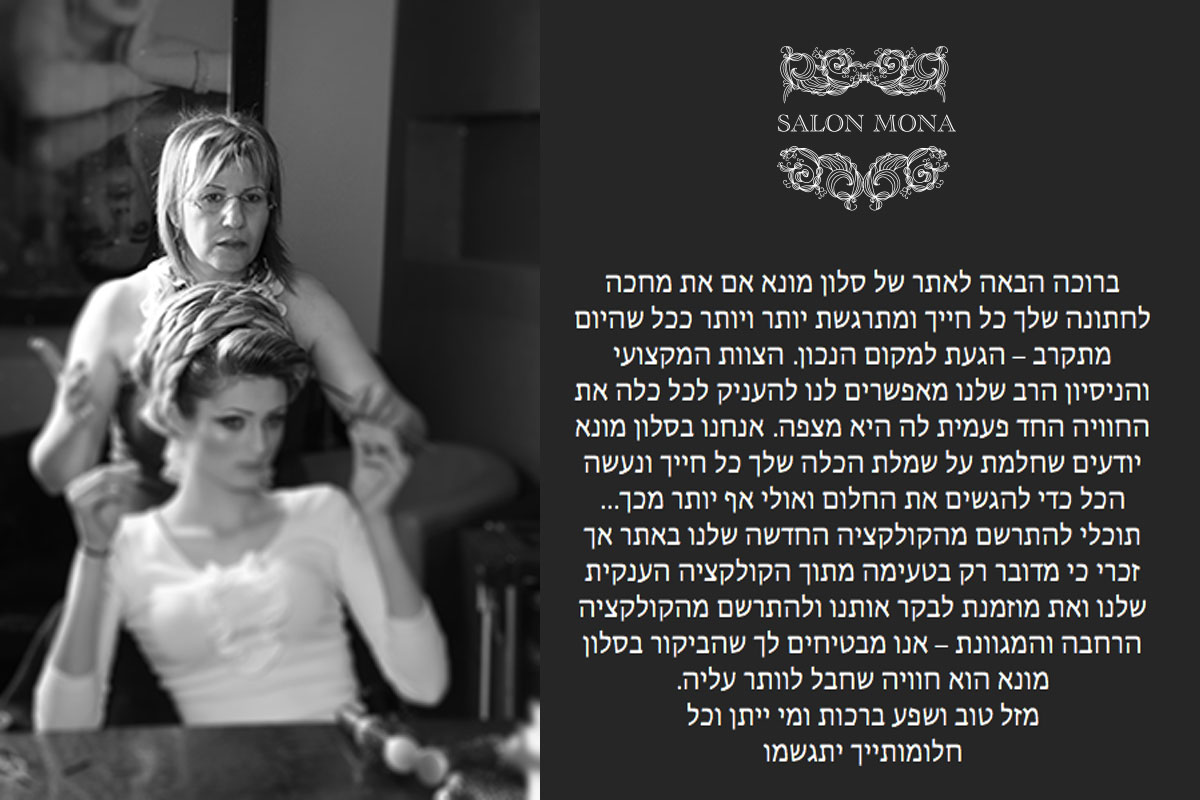 SALON MONA
ברוכה הבאה לאתר של סלון מונא אם את מחכה
לחתונה שלך כל חייך ומתרגשת יותר ויותר ככל שהיום
מתקרב – הגעת למקום הנכון. הצוות המקצועי
והניסיון הרב שלנו מאפשרים לנו להעניק לכל כלה את
החוויה החד פעמית לה היא מצפה. אנחנו בסלון מונא
יודעים שחלמת על שמלת הכלה שלך כל חייך ונעשה
הכל כדי להגשים את החלום ואולי אף יותר מכך...
תוכלי להתרשם מהקולקציה החדשה שלנו באתר אך
זכרי כי מדובר רק בטעימה מתוך הקולקציה הענקית
שלנו ואת מוזמנת לבקר אותנו ולהתרשם מהקולקציה
הרחבה והמגוונת – אנו מבטיחים לך שהביקור בסלון
מונא הוא חוויה שחבל לוותר עליה.
מזל טוב ושפע ברכות ומי ייתן וכל
חלומותייך יתגשמו